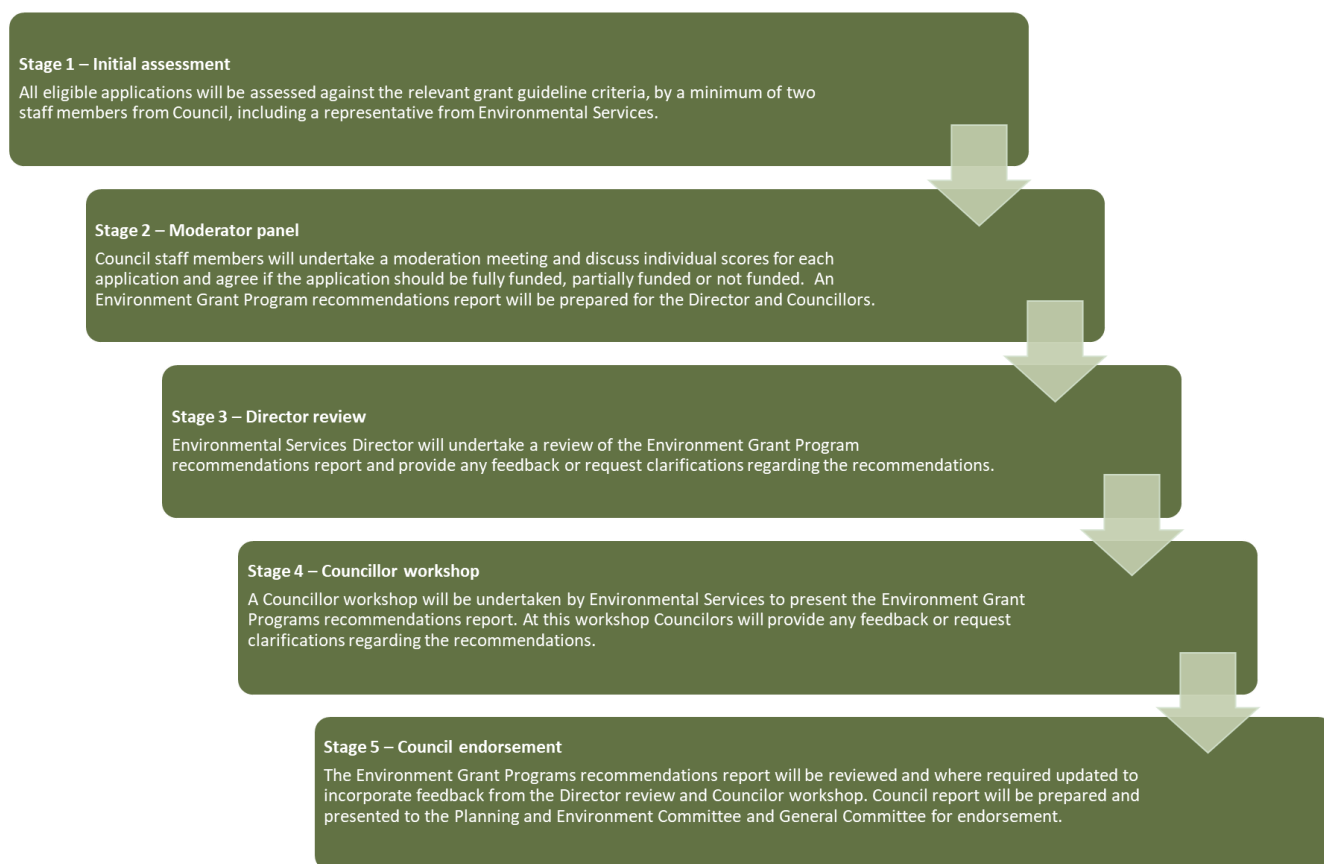 Stage 1 – Initial assessment
All eligible applications will be assessed against the relevant grant guideline criteria, by a minimum of two
staff members from Council, including a representative from Environmental Services.
Stage 2 – Moderator panel
Council staff members will undertake a moderation meeting and discuss individual scores for each
application and agree if the application should be fully funded, partially funded or not funded.  An
Environment Grant Program recommendations report will be prepared for the Director and Councillors.
Stage 3 – Director review
Environmental Services Director will undertake a review of the Environment Grant Program
recommendations report and provide any feedback or request clarifications regarding the recommendations.
Stage 4 – Councillor workshop
A Councillor workshop will be undertaken by Environmental Services to present the Environment Grant
Programs recommendations report. At this workshop Councilors will provide any feedback or request
clarifications regarding the recommendations.
Stage 5 – Council endorsement
The Environment Grant Programs recommendations report will be reviewed and where required updated to
incorporate feedback from the Director review and Councilor workshop. Council report will be prepared and
presented to the Planning and Environment Committee and General Committee for endorsement.